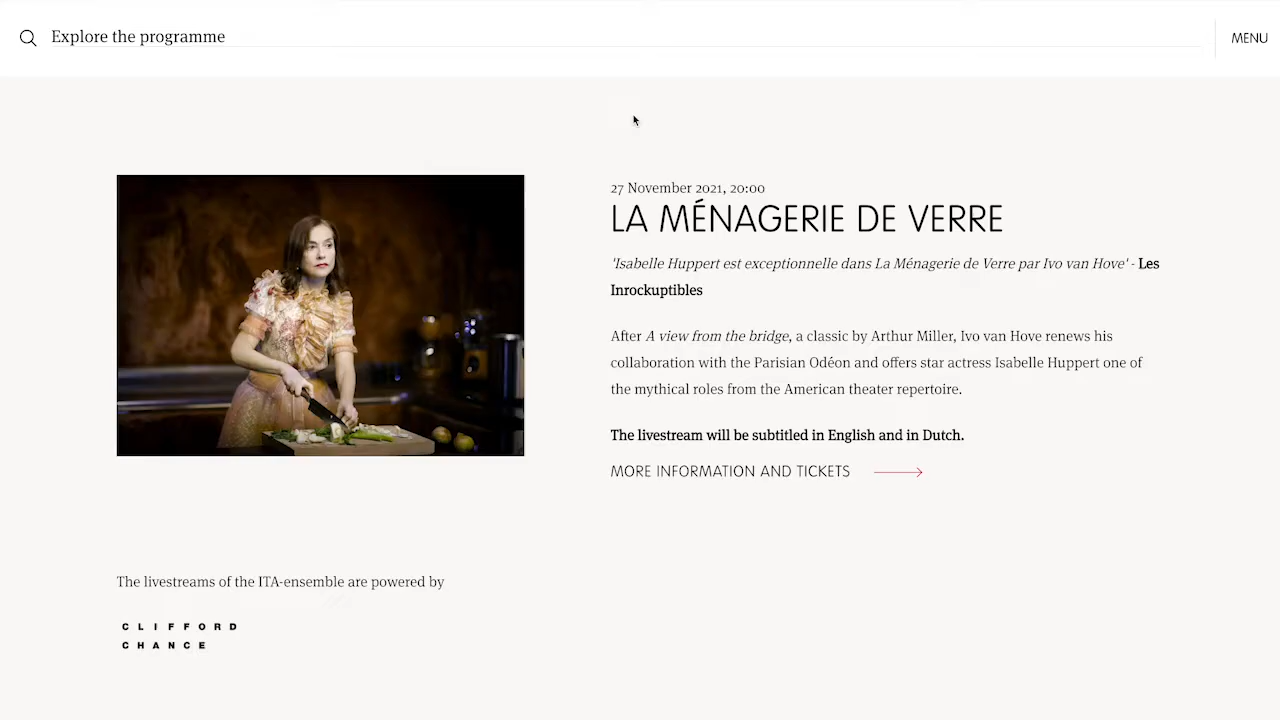 Explore the programme
MENU
27 November 2021, 20:00
LA MÉNAGERIE DE VERRE
'Isabelle Huppert est exceptionnelle dans La Ménagerie de Verre par Ivo van Hove' - Les
Inrockuptibles
After A view from the bridge, a classic by Arthur Miller, Ivo van Hove renews his
collaboration with the Parisian Odéon and offers star actress Isabelle Huppert one of
the mythical roles from the American theater repertoire.
The livestream will be subtitled in English and in Dutch.
MORE INFORMATION AND TICKETS
The livestreams of the ITA-ensemble are powered by
CLIFFORD
CHANCE